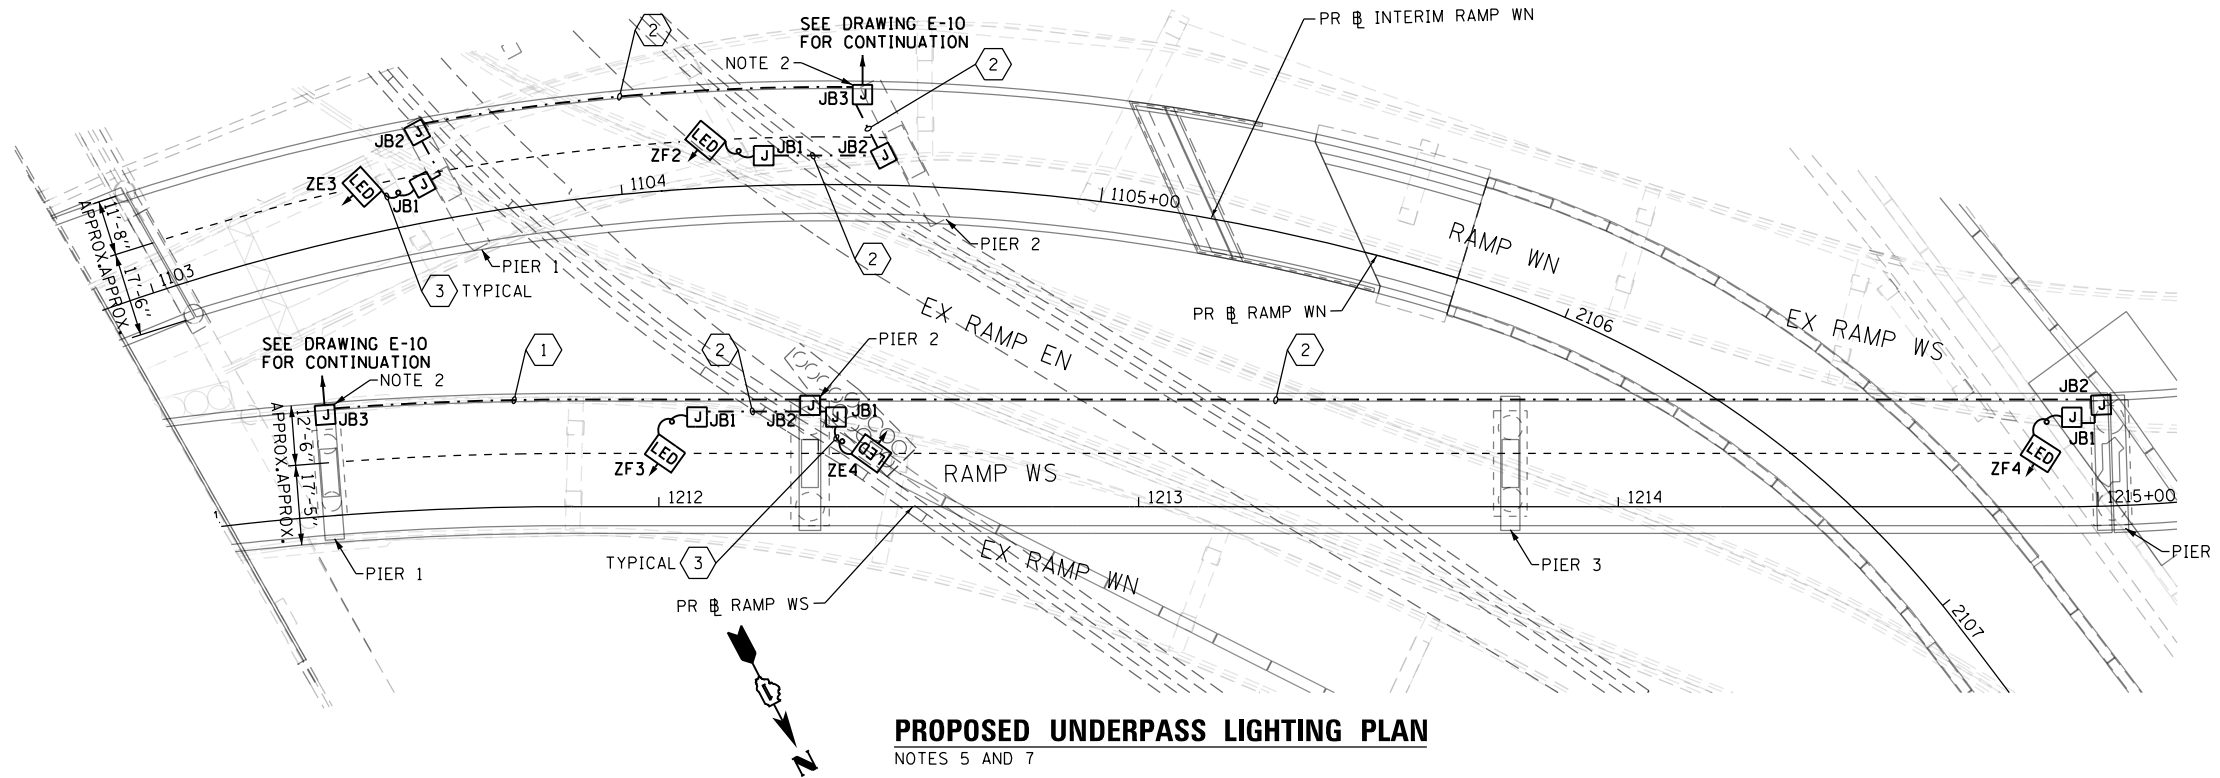 SEE DRAWING E-10
FOR CONTINUATION
2
PR BL INTERIM RAMP WN
NOTE 2
2
J
JB3
J
JB2
LED
ZF2
J
JB1
JB2
J
ZE3
LED
J
JB1
1104
1105+00
11'-8"
APPROX.
17'-6"
APPROX.
1103
PIER 1
PIER 2
2
3 TYPICAL
RAMP WN
EX RAMP EN
PR BL RAMP WN
2106
EX RAMP WS
SEE DRAWING E-10
FOR CONTINUATION
NOTE 2
1
2
PIER 2
2
JB2
J
J
JB3
J
JB1
JB2
J
J
JB1
J
JB1
12'-6"
APPROX.
17'-5"
APPROX.
LED
ZF3
LED
ZE4
RAMP WS
LED
ZF4
1212
1213
1214
1215+00
PIER 1
TYPICAL 3
EX RAMP WN
PIER 3
PIER
PR BL RAMP WS
2107
N
PROPOSED UNDERPASS LIGHTING PLAN
NOTES 5 AND 7